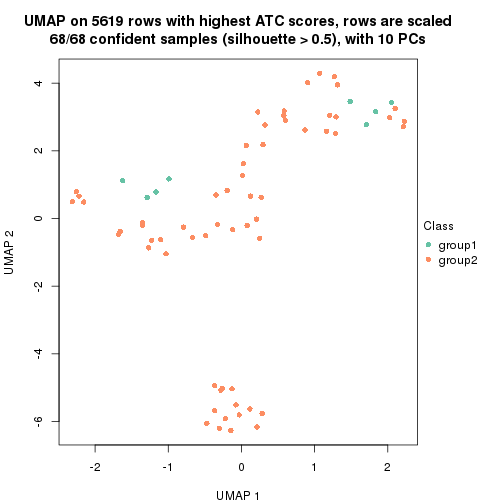 UMAP on 5619 rows with highest ATC scores, rows are scaled
68/68 confident samples (silhouette > 0.5), with 10 PCs
4
2
0
-2
-4
-6
UMAP 2
-2
-1
0
1
2
UMAP 1
Class
group1
group2